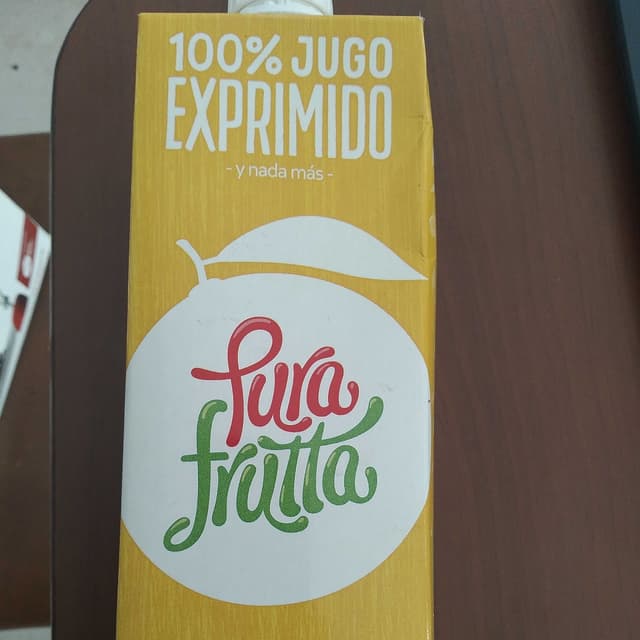 100% JUGO
EXPRIMIDO
- y nada más -
Pura
frutta